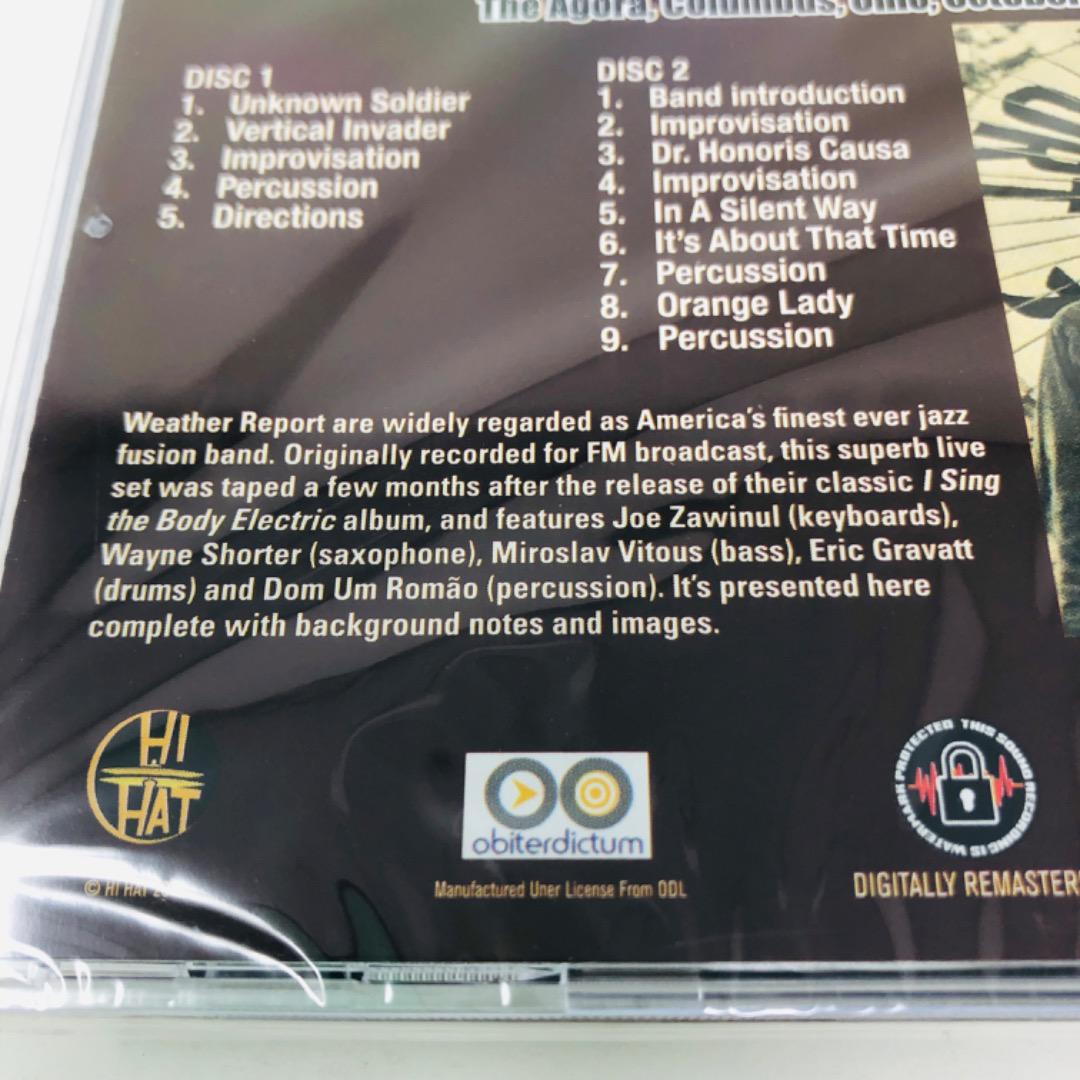 The Agora, Columbus, Ohio, October
DISC 1
1. Unknown Soldier
2. Vertical Invader
3. Improvisation
4. Percussion
5. Directions
DISC 2
1. Band introduction
2. Improvisation
3. Dr. Honoris Causa
4. Improvisation
5. In A Silent Way
6. It's About That Time
7. Percussion
8. Orange Lady
9. Percussion
Weather Report are widely regarded as America's finest ever jazz
fusion band. Originally recorded for FM broadcast, this superb live
set was taped a few months after the release of their classic I Sing
the Body Electric album, and features Joe Zawinul (keyboards),
Wayne Shorter (saxophone), Miroslav Vitous (bass), Eric Gravatt
(drums) and Dom Um Romão (percussion). It's presented here
complete with background notes and images.
HI
HAT
obiterdictum
THIS SOUND RECORDING IS WATERMARK PROTECTED
© HI HAT
Manufactured Uner License From ODL
DIGITALLY REMASTER